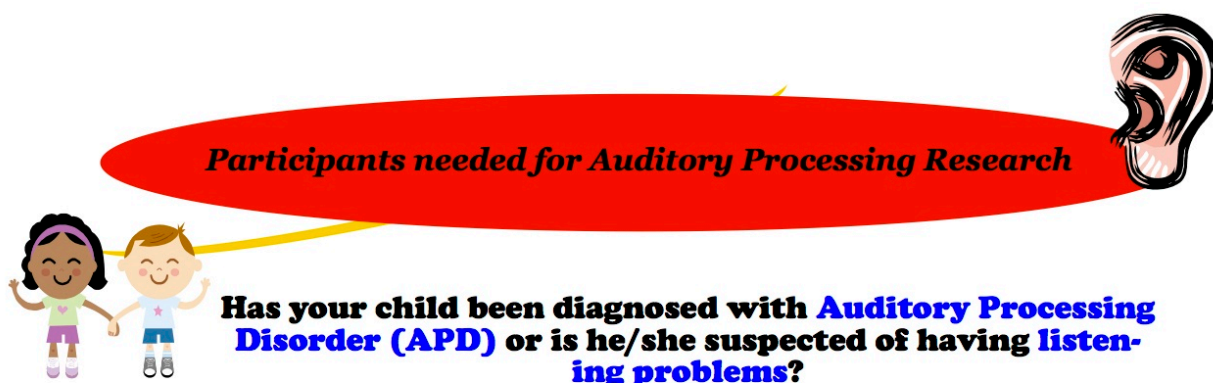 Participants needed for Auditory Processing Research
Has your child been diagnosed with Auditory Processing
Disorder (APD) or is he/she suspected of having listen-
ing problems?